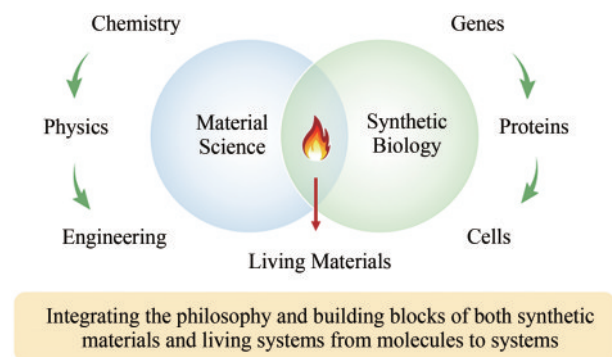 Chemistry
Genes
Physics
Material
Science
Synthetic
Biology
Proteins
Engineering
Cells
Living Materials
Integrating the philosophy and building blocks of both synthetic
materials and living systems from molecules to systems